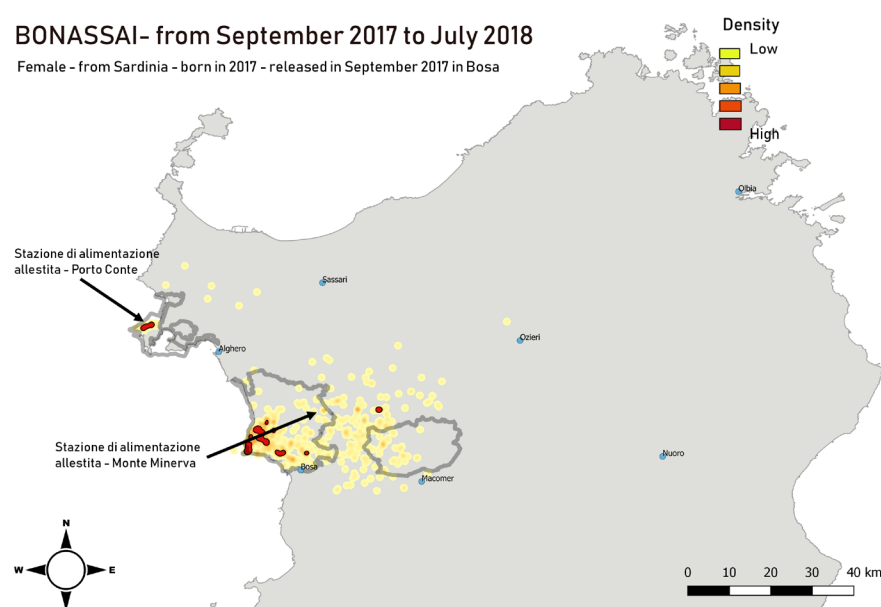 BONASSAI- from September 2017 to July 2018
Female - from Sardinia - born in 2017 - released in September 2017 in Bosa
Density
Low
High
Olbia
Stazione di alimentazione
allestita - Porto Conte
Sassari
Ozieri
Alghero
Stazione di alimentazione
allestita - Monte Minerva
Bosa
Macomer
Nuoro
N
W
E
S
0 10 20 30 40 km